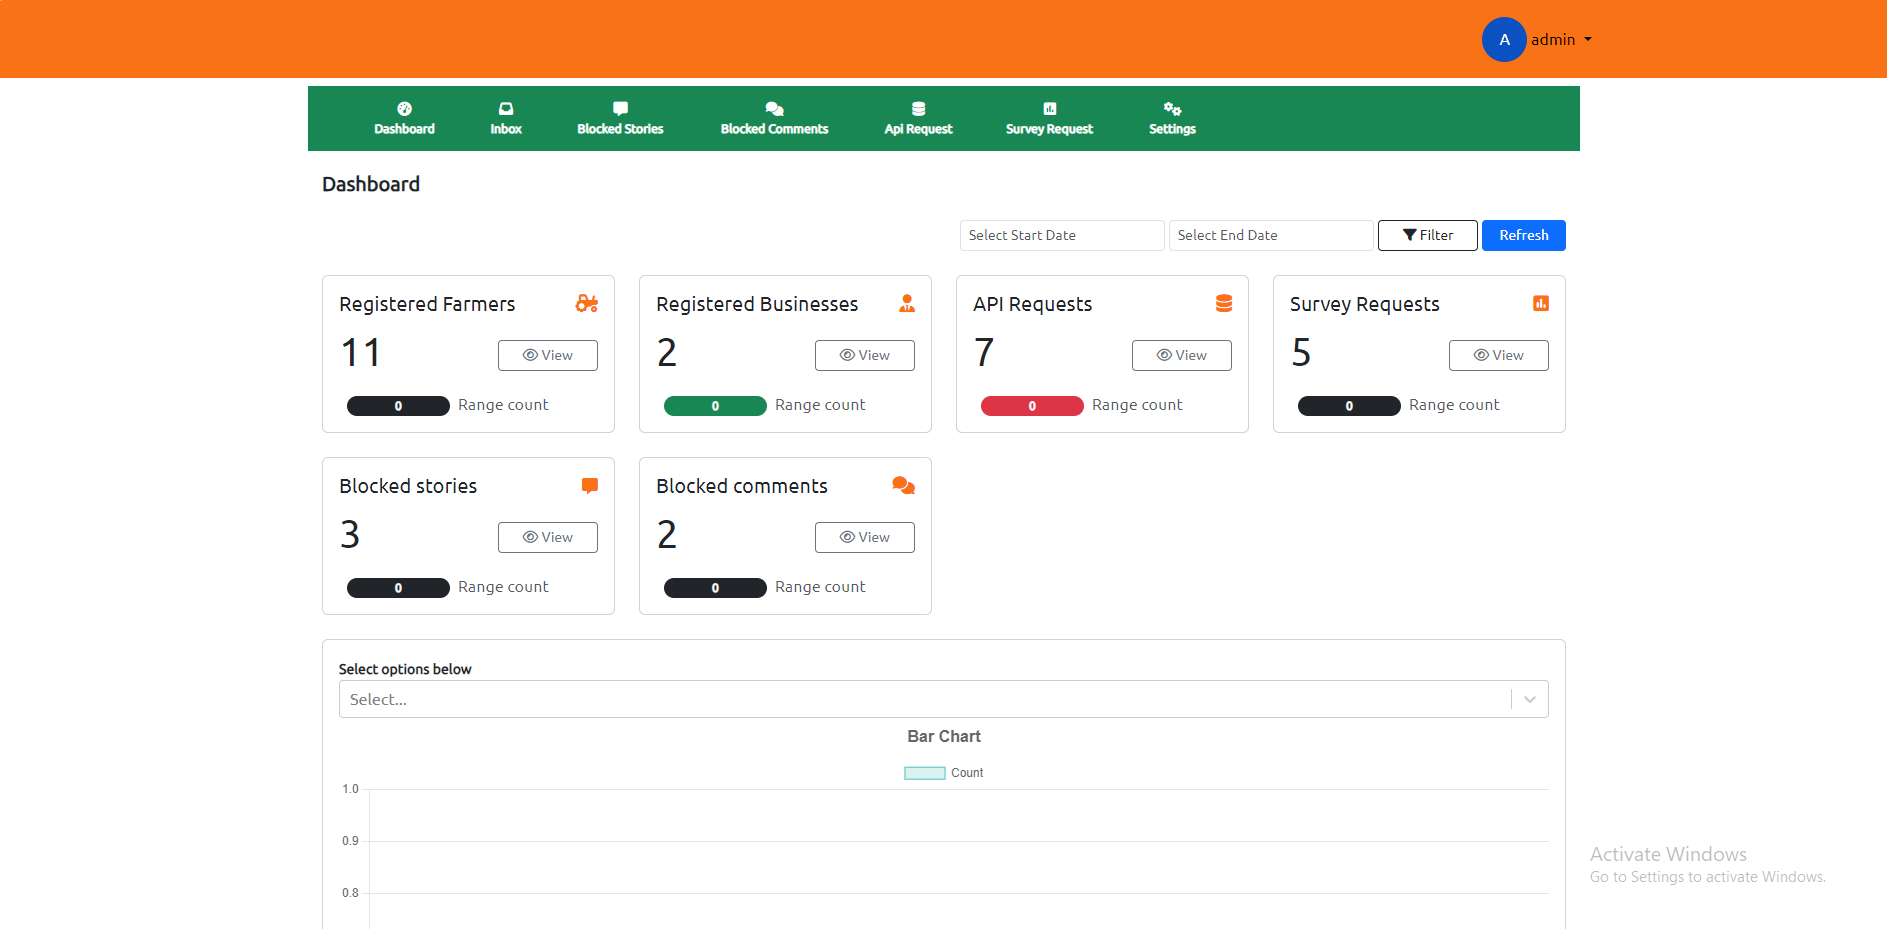 A admin
Dashboard Inbox Blocked Stories Blocked Comments Api Request Survey Request Settings
Dashboard
Select Start Date Select End Date Filter Refresh
Registered Farmers Registered Businesses API Requests Survey Requests
11 View 2 View 7 View 5 View
0 Range count 0 Range count 0 Range count 0 Range count
Blocked stories Blocked comments
3 View 2 View
0 Range count 0 Range count
Select options below
Select...
Bar Chart
Count
1.0
0.9
0.8
Activate Windows
Go to Settings to activate Windows.